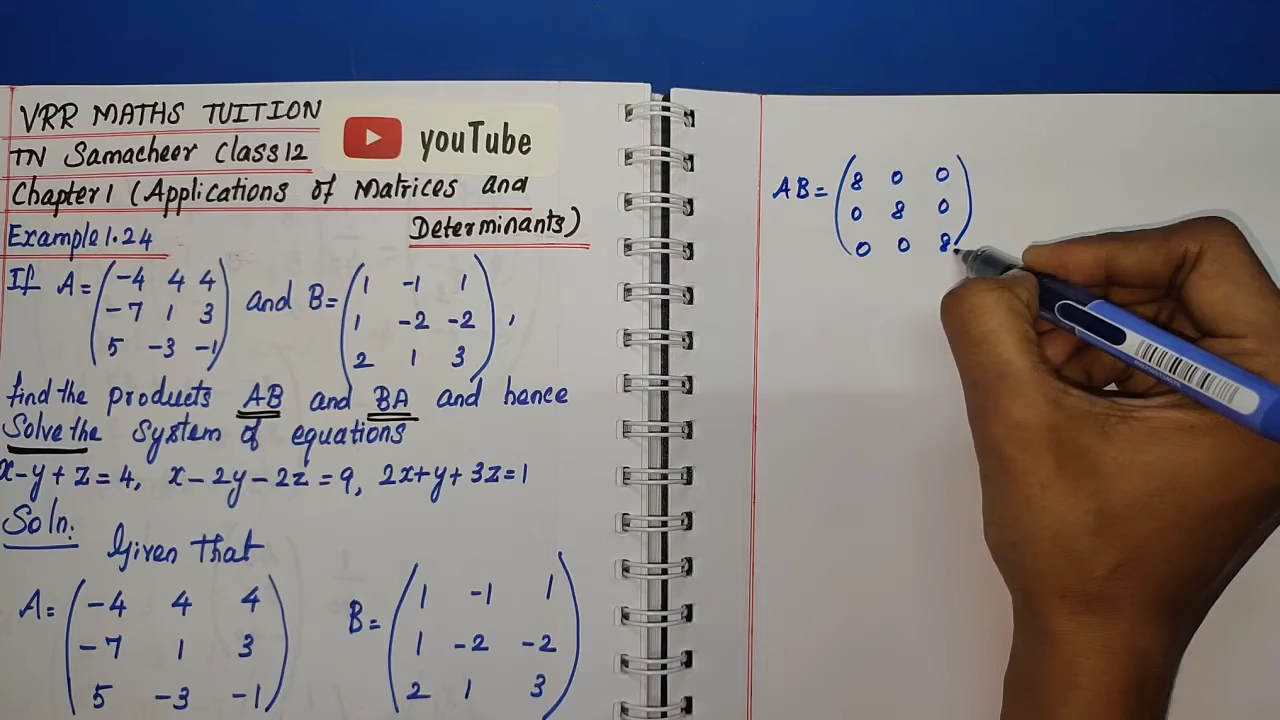 VRR MATHS TUITION
youTube
TN Samacheer Class 12
Chapter 1 (Applications of Matrices and
Determinants)
Example 1.24
If A = (-4 4 4
-7 1 3
5 -3 -1) and B = (1 -1 1
1 -2 -2
2 1 3),
find the products AB and BA and hence
Solve the System of equations
x-y+z=4, x-2y-2z=9, 2x+y+3z=1
Soln:
Given that
A = (-4 4 4
-7 1 3
5 -3 -1) B = (1 -1 1
1 -2 -2
2 1 3)
AB = (8 0 0
0 8 0
0 0 8